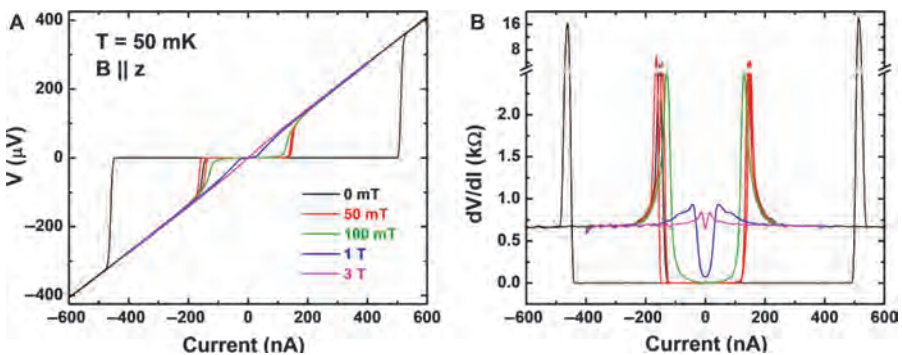 A
T = 50 mK
B || z
V (μV)
400
200
0
−200
−400
0 mT
50 mT
100 mT
1 T
3 T
−600 −400 −200 0 200 400 600
Current (nA)
B
dV/dI (kΩ)
16
8
2.0
1.5
1.0
0.5
0.0
−600 −400 −200 0 200 400 600
Current (nA)